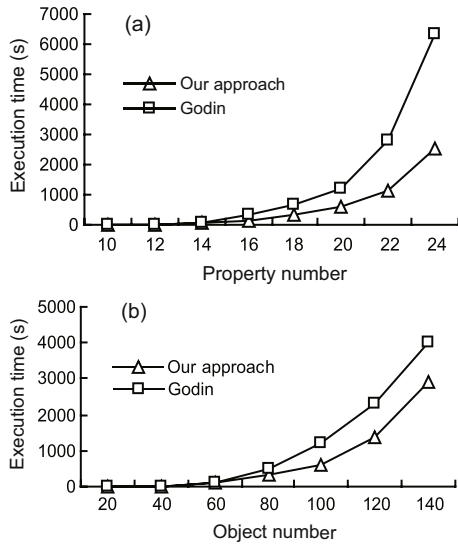 (a)
7000
6000
5000
4000
3000
2000
1000
0
Execution time (s)
Our approach
Godin
10 12 14 16 18 20 22 24
Property number
(b)
5000
4000
3000
2000
1000
0
Execution time (s)
Our approach
Godin
20 40 60 80 100 120 140
Object number